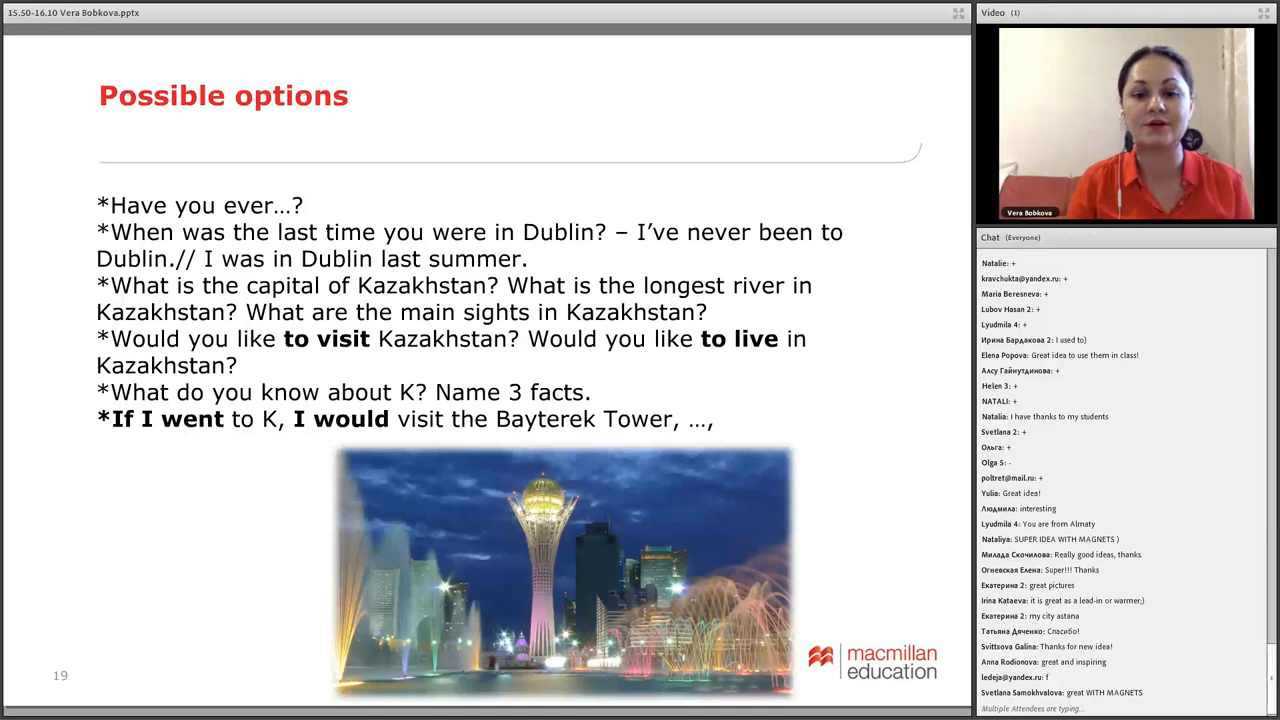 15.50-16.10 Vera Bobkova.pptx
Possible options
*Have you ever…?
*When was the last time you were in Dublin? – I’ve never been to
Dublin.// I was in Dublin last summer.
*What is the capital of Kazakhstan? What is the longest river in
Kazakhstan? What are the main sights in Kazakhstan?
*Would you like to visit Kazakhstan? Would you like to live in
Kazakhstan?
*What do you know about K? Name 3 facts.
*If I went to K, I would visit the Bayterek Tower, …,
19
macmillan
education
Video (1)
Vera Bobkova
Chat (Everyone)
Natalie: +
kravchukta@yandex.ru: +
Maria Beresneva: +
Lubov Hasan 2: +
Lyudmila 4: +
Ирина Бардакова 2: I used to)
Elena Popova: Great idea to use them in class!
Алсу Гайнутдинова: +
Helen 3: +
NATALI: +
Natalia: I have thanks to my students
Svetlana 2: +
Ольга: +
Olga S: -
poltret@mail.ru: +
Yulia: Great idea!
Людмила: interesting
Lyudmila 4: You are from Almaty
Nataliya: SUPER IDEA WITH MAGNETS )
Милада Скочилова: Really good ideas, thanks.
Огневская Елена: Super!!! Thanks
Екатерина 2: great pictures
Irina Kataeva: it is great as a lead-in or warmer;)
Екатерина 2: my city astana
Татьяна Дяченко: Спасибо!
Svittsova Galina: Thanks for new idea!
Anna Rodionova: great and inspiring
ledeja@yandex.ru: f
Svetlana Samokhvalova: great WITH MAGNETS
Multiple Attendees are typing...